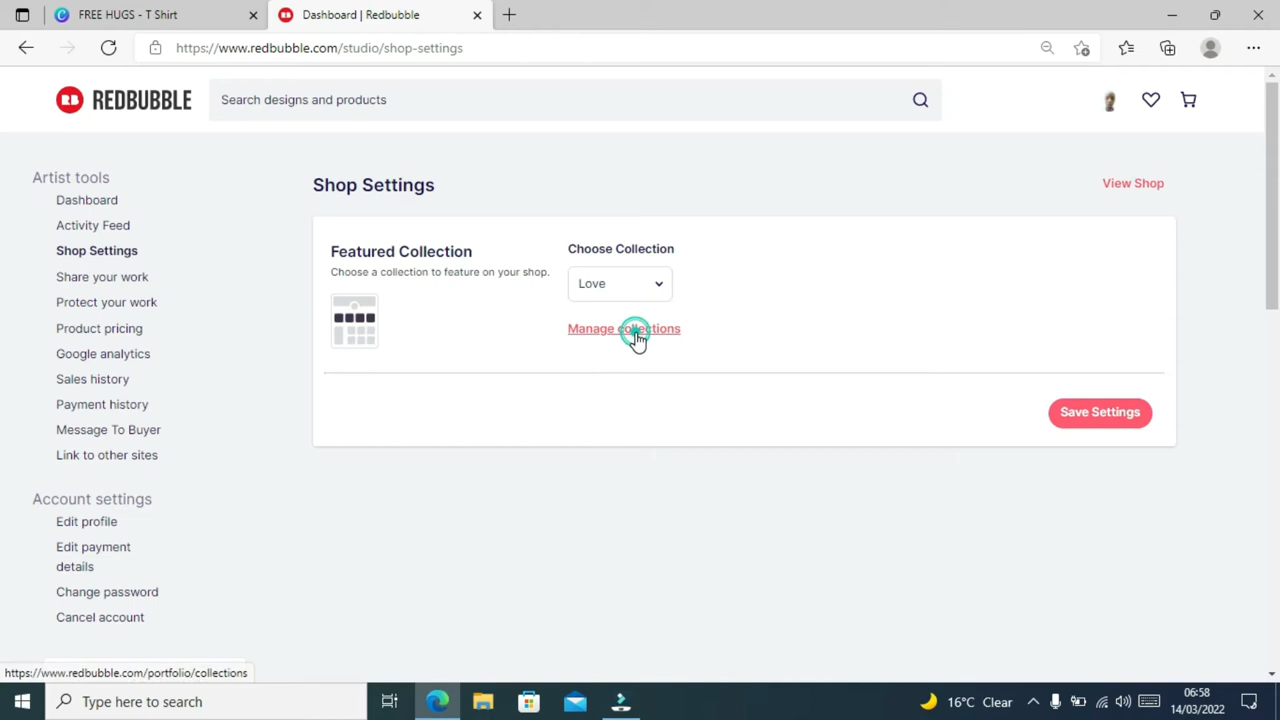 FREE HUGS - T Shirt
Dashboard | Redbubble
https://www.redbubble.com/studio/shop-settings
RB REDBUBBLE
Search designs and products
Artist tools
Dashboard
Activity Feed
Shop Settings
Share your work
Protect your work
Product pricing
Google analytics
Sales history
Payment history
Message To Buyer
Link to other sites
Account settings
Edit profile
Edit payment
details
Change password
Cancel account
Shop Settings
View Shop
Featured Collection
Choose a collection to feature on your shop.
Choose Collection
Love
Manage collections
Save Settings
https://www.redbubble.com/portfolio/collections
Type here to search
16°C Clear
06:58
14/03/2022